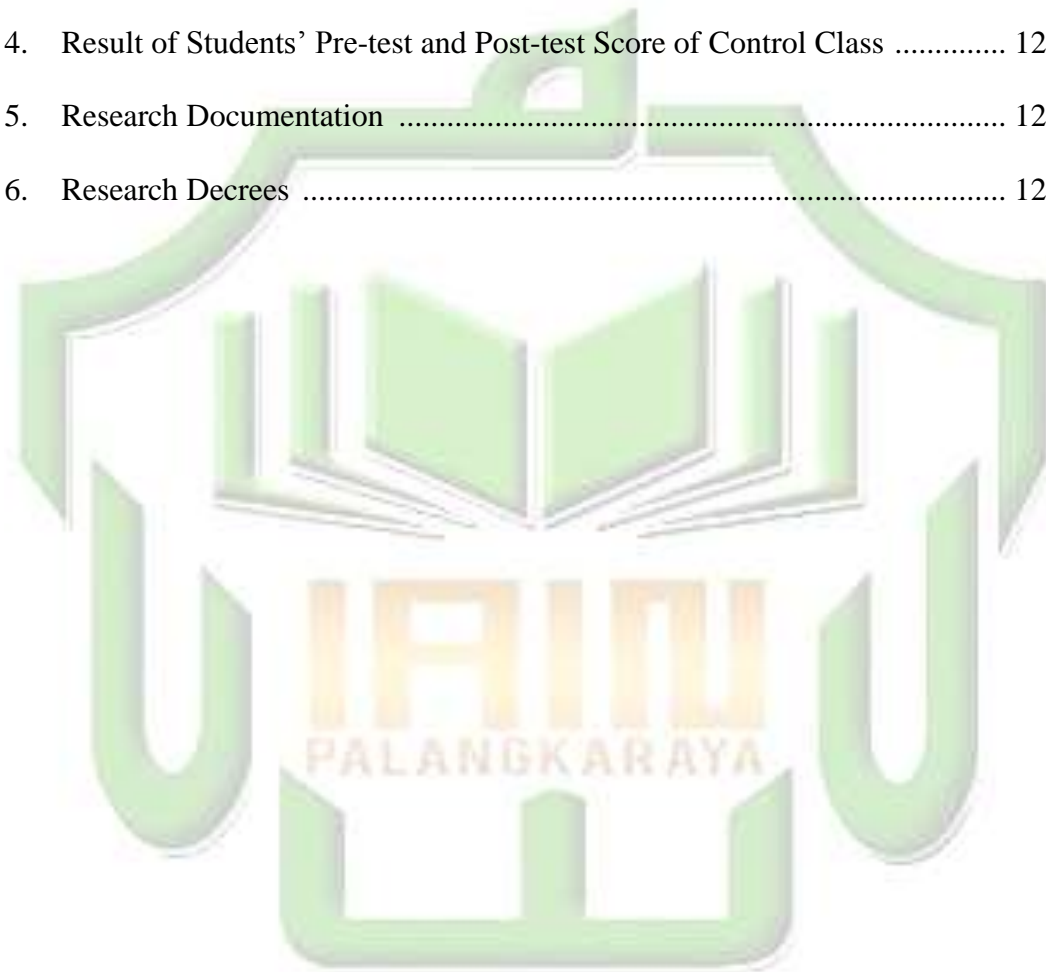 4. Result of Students’ Pre-test and Post-test Score of Control Class .............. 12
5. Research Documentation ........................................................................... 12
6. Research Decrees ....................................................................................... 12
IAIN
PALANGKARAYA